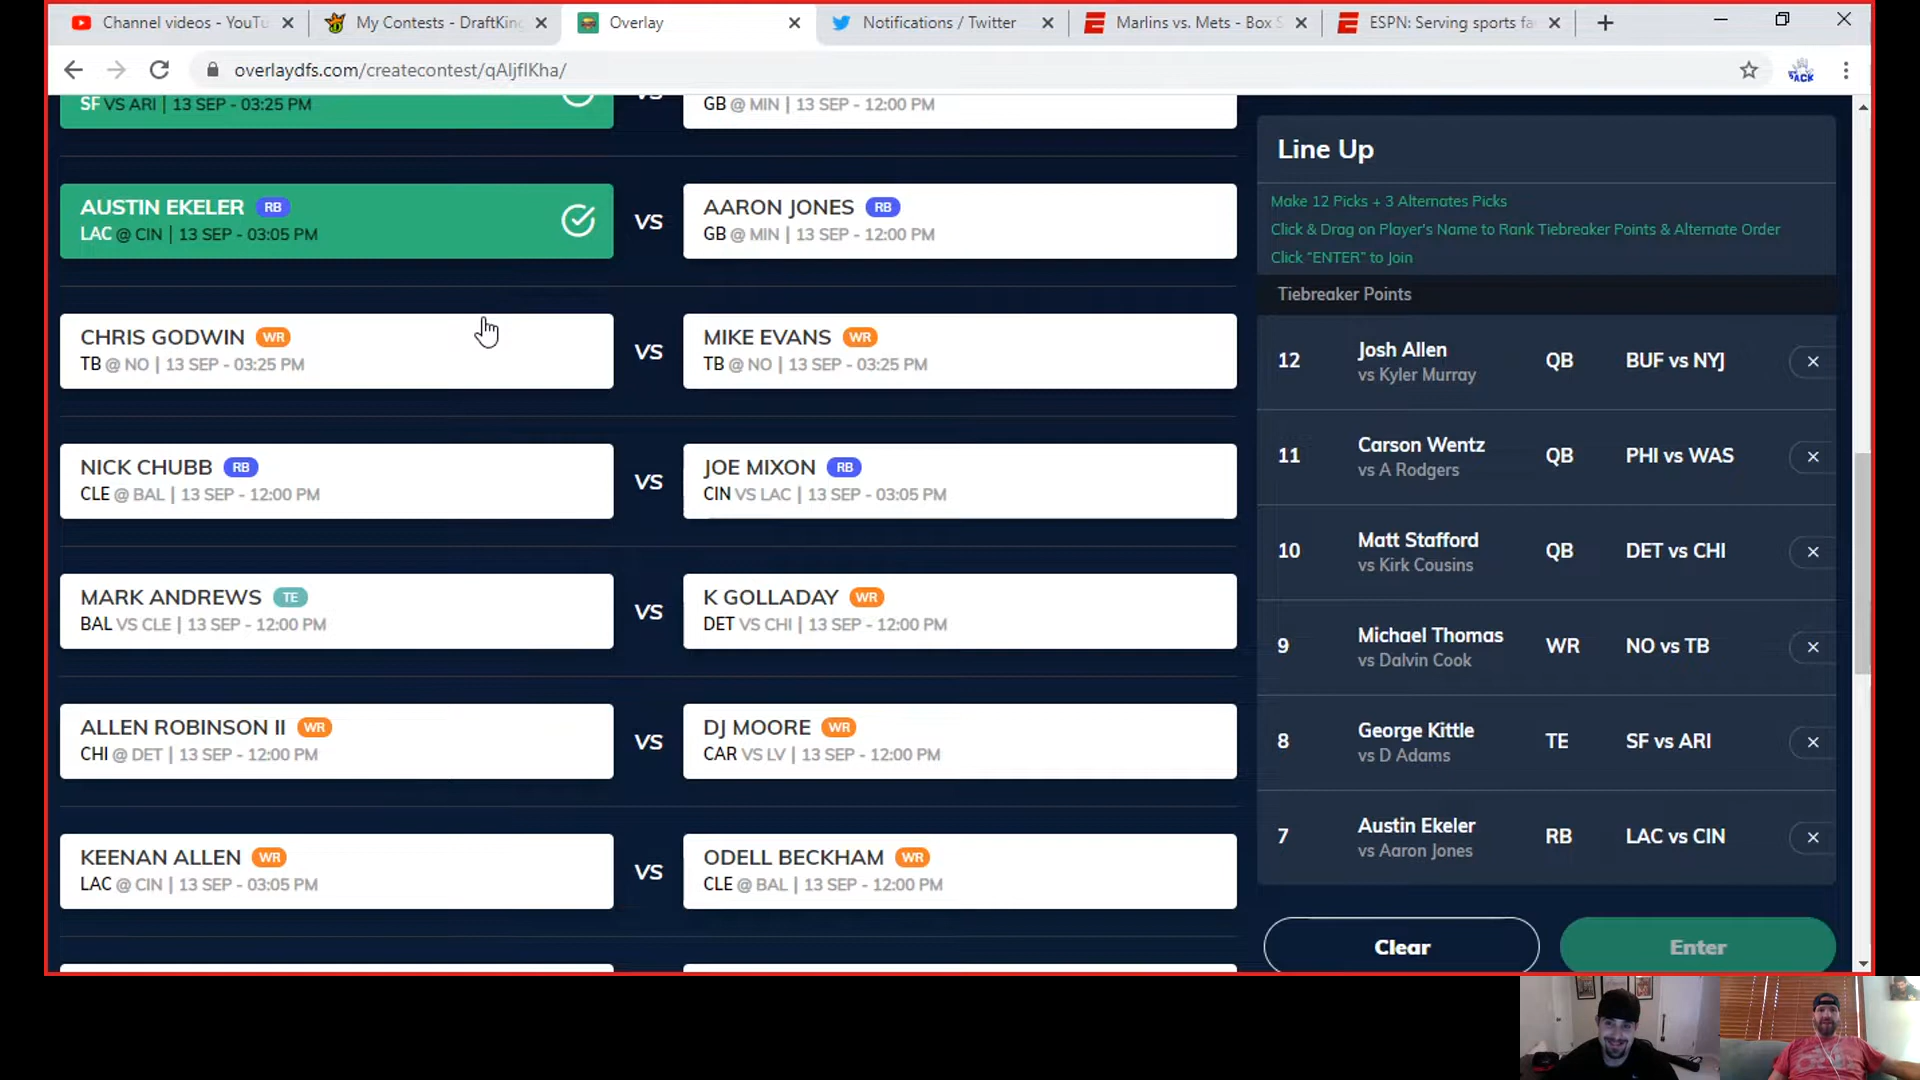 Channel videos - YouTu
My Contests - DraftKing
Overlay
Notifications / Twitter
Marlins vs. Mets - Box S
ESPN: Serving sports fa
overlaydfs.com/createcontest/qAljflKha/
SF VS ARI | 13 SEP - 03:25 PM
VS
GB @ MIN | 13 SEP - 12:00 PM
AUSTIN EKELER RB
LAC @ CIN | 13 SEP - 03:05 PM
VS
AARON JONES RB
GB @ MIN | 13 SEP - 12:00 PM
CHRIS GODWIN WR
TB @ NO | 13 SEP - 03:25 PM
VS
MIKE EVANS WR
TB @ NO | 13 SEP - 03:25 PM
NICK CHUBB RB
CLE @ BAL | 13 SEP - 12:00 PM
VS
JOE MIXON RB
CIN VS LAC | 13 SEP - 03:05 PM
MARK ANDREWS TE
BAL VS CLE | 13 SEP - 12:00 PM
VS
K GOLLADAY WR
DET VS CHI | 13 SEP - 12:00 PM
ALLEN ROBINSON II WR
CHI @ DET | 13 SEP - 12:00 PM
VS
DJ MOORE WR
CAR VS LV | 13 SEP - 12:00 PM
KEENAN ALLEN WR
LAC @ CIN | 13 SEP - 03:05 PM
VS
ODELL BECKHAM WR
CLE @ BAL | 13 SEP - 12:00 PM
Line Up
Make 12 Picks + 3 Alternates Picks
Click & Drag on Player's Name to Rank Tiebreaker Points & Alternate Order
Click "ENTER" to Join
Tiebreaker Points
12 Josh Allen QB BUF vs NYJ
vs Kyler Murray
11 Carson Wentz QB PHI vs WAS
vs A Rodgers
10 Matt Stafford QB DET vs CHI
vs Kirk Cousins
9 Michael Thomas WR NO vs TB
vs Dalvin Cook
8 George Kittle TE SF vs ARI
vs D Adams
7 Austin Ekeler RB LAC vs CIN
vs Aaron Jones
Clear
Enter